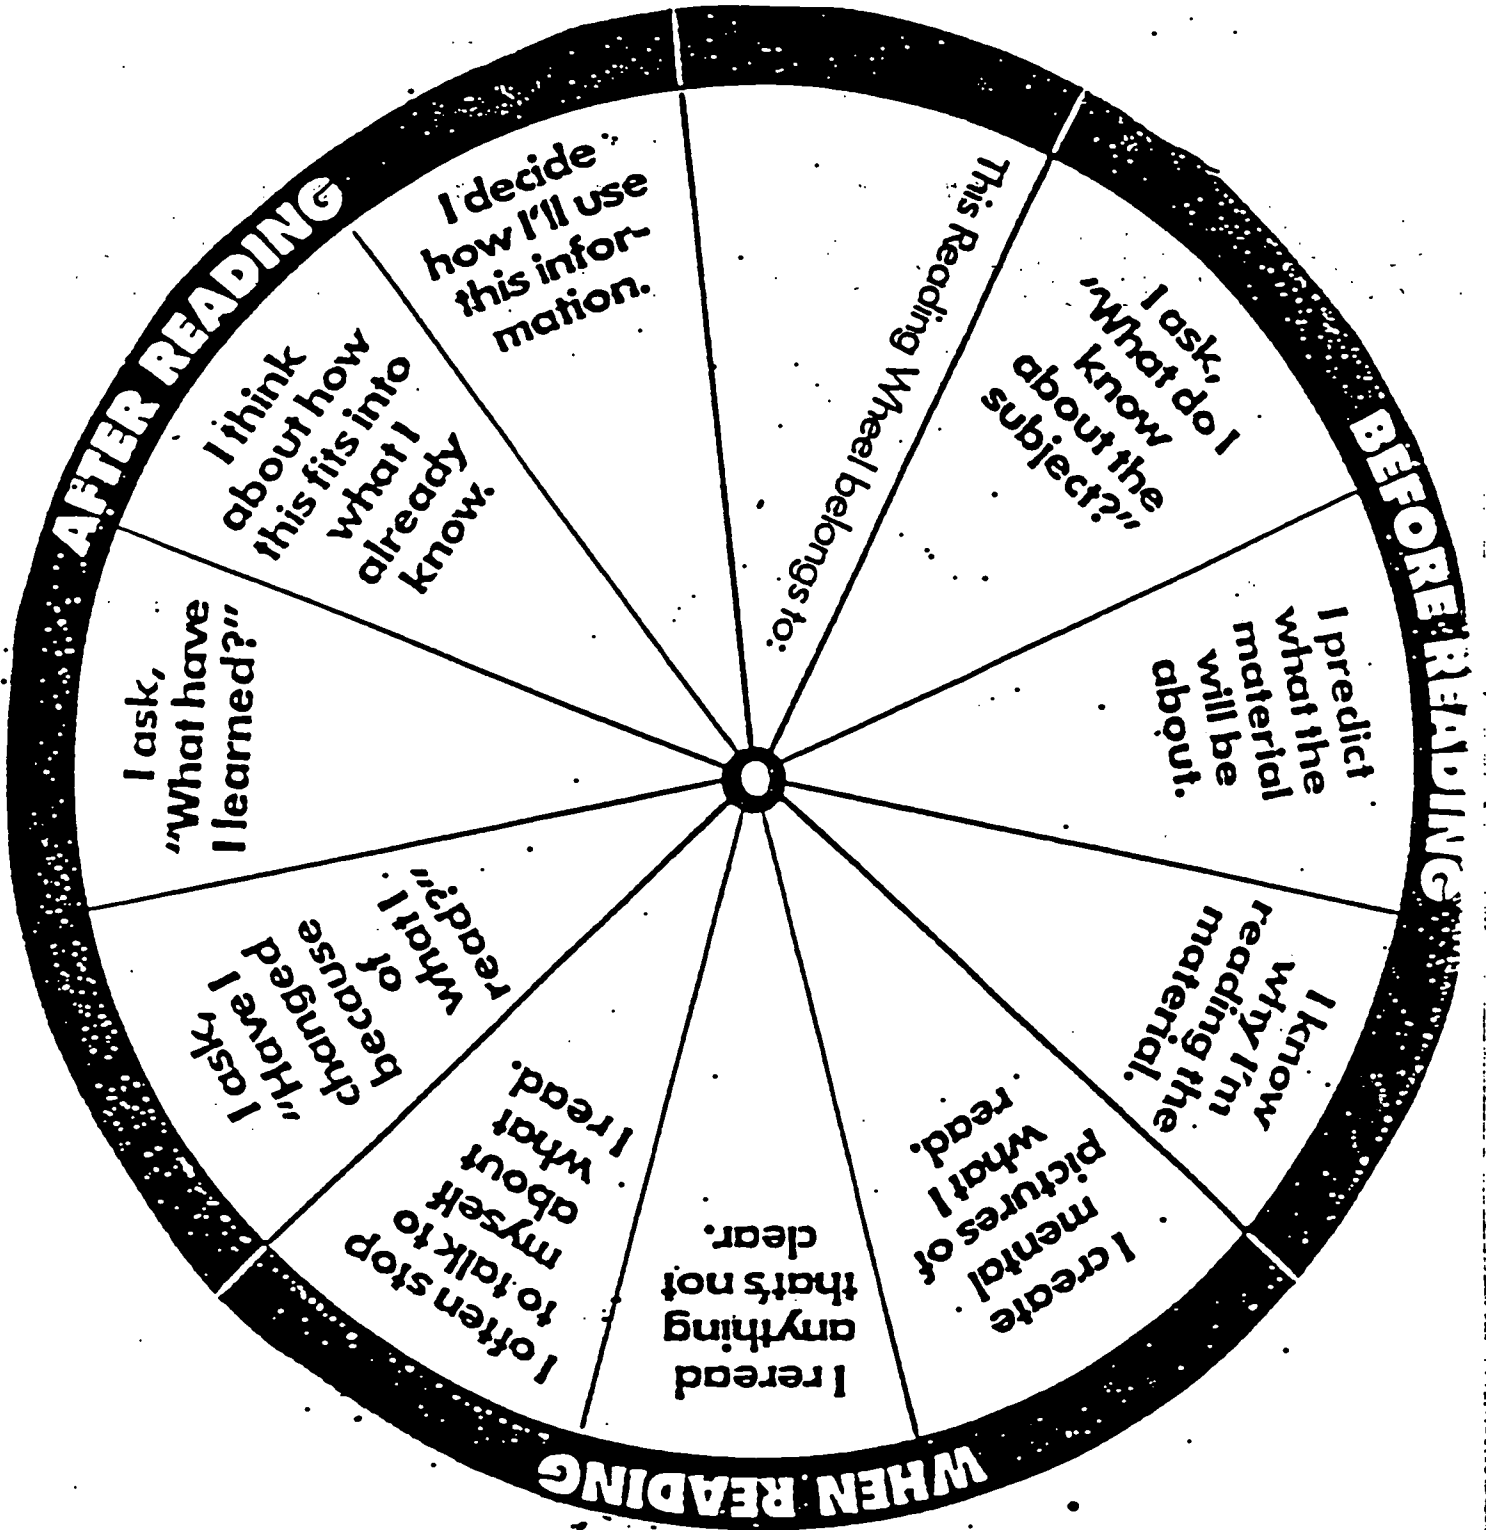 This Reading Wheel belongs to:
BEFORE READING
I ask,
"What do I
know
about the
subject?"
I predict
what the
material
will be
about.
I know
why I'm
reading the
material.
WHEN READING
I create
mental
pictures of
what I
read.
I reread
anything
that's not
clear.
I often stop
to talk to
myself
about
what
I read.
AFTER READING
I ask,
"Have I
changed
because
of
what I
read?"
I ask,
"What have
I learned?"
I think
about how
this fits into
what I
already
know.
I decide
how I'll use
this infor-
mation.